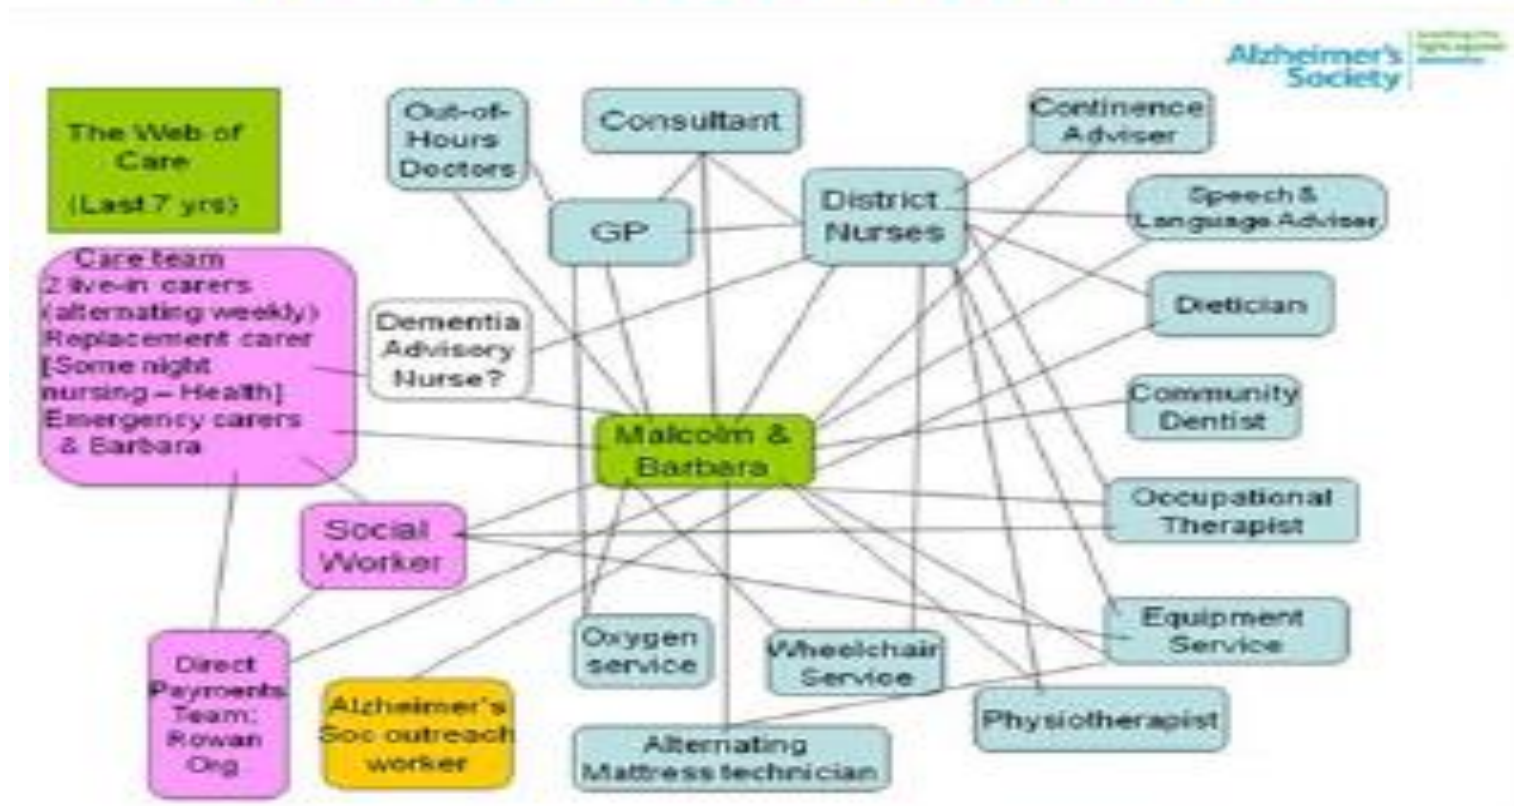 Alzheimer's
Society
The Web of
Care
(Last 7 yrs)
Out-of-
Hours
Doctors
Consultant
Continence
Adviser
GP
District
Nurses
Speech &
Language Adviser
Care team
2 live-in carers
(alternating weekly)
Replacement carer
[Some night
nursing – Health]
Emergency carers
& Barbara
Dementia
Advisory
Nurse?
Dietician
Community
Dentist
Malcolm &
Barbara
Social
Worker
Occupational
Therapist
Direct
Payments
Team:
Rowan
Org
Alzheimer's
Soc outreach
worker
Oxygen
service
Wheelchair
Service
Equipment
Service
Alternating
Mattress technician
Physiotherapist